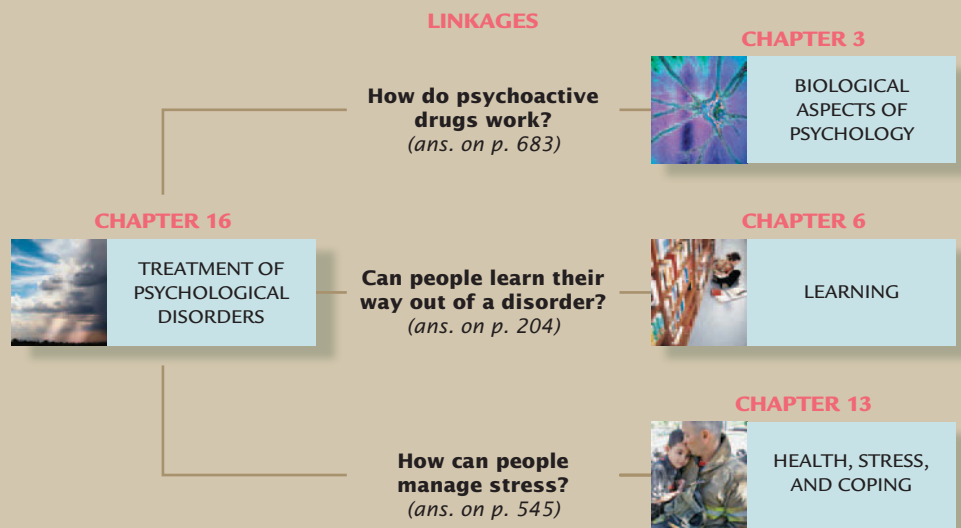 LINKAGES
CHAPTER 3
How do psychoactive
drugs work?
(ans. on p. 683)
BIOLOGICAL
ASPECTS OF
PSYCHOLOGY
CHAPTER 16
TREATMENT OF
PSYCHOLOGICAL
DISORDERS
CHAPTER 6
Can people learn their
way out of a disorder?
(ans. on p. 204)
LEARNING
CHAPTER 13
How can people
manage stress?
(ans. on p. 545)
HEALTH, STRESS,
AND COPING